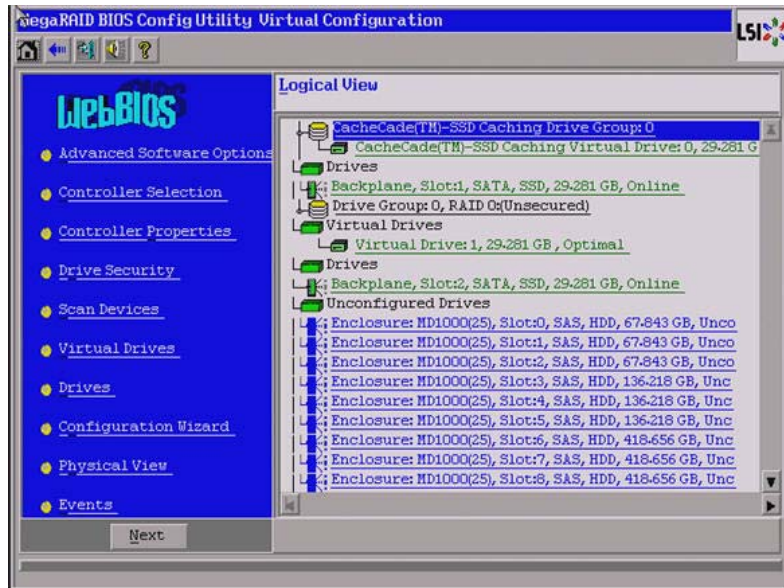 MegaRAID BIOS Config Utility Virtual Configuration
LSI
WebBIOS
Advanced Software Options
Controller Selection
Controller Properties
Drive Security
Scan Devices
Virtual Drives
Drives
Configuration Wizard
Physical View
Events
Next
Logical View
CacheCade(TM)-SSD Caching Drive Group: 0
CacheCade(TM)-SSD Caching Virtual Drive: 0, 29.281 G
Drives
Backplane, Slot:1, SATA, SSD, 29.281 GB, Online
Drive Group: 0, RAID 0:(Unsecured)
Virtual Drives
Virtual Drive: 1, 29.281 GB , Optimal
Drives
Backplane, Slot:2, SATA, SSD, 29.281 GB, Online
Unconfigured Drives
Enclosure: MD1000(25), Slot:0, SAS, HDD, 67.843 GB, Unco
Enclosure: MD1000(25), Slot:1, SAS, HDD, 67.843 GB, Unco
Enclosure: MD1000(25), Slot:2, SAS, HDD, 67.843 GB, Unco
Enclosure: MD1000(25), Slot:3, SAS, HDD, 136.218 GB, Unc
Enclosure: MD1000(25), Slot:4, SAS, HDD, 136.218 GB, Unc
Enclosure: MD1000(25), Slot:5, SAS, HDD, 136.218 GB, Unc
Enclosure: MD1000(25), Slot:6, SAS, HDD, 418.656 GB, Unc
Enclosure: MD1000(25), Slot:7, SAS, HDD, 418.656 GB, Unc
Enclosure: MD1000(25), Slot:8, SAS, HDD, 418.656 GB, Unc